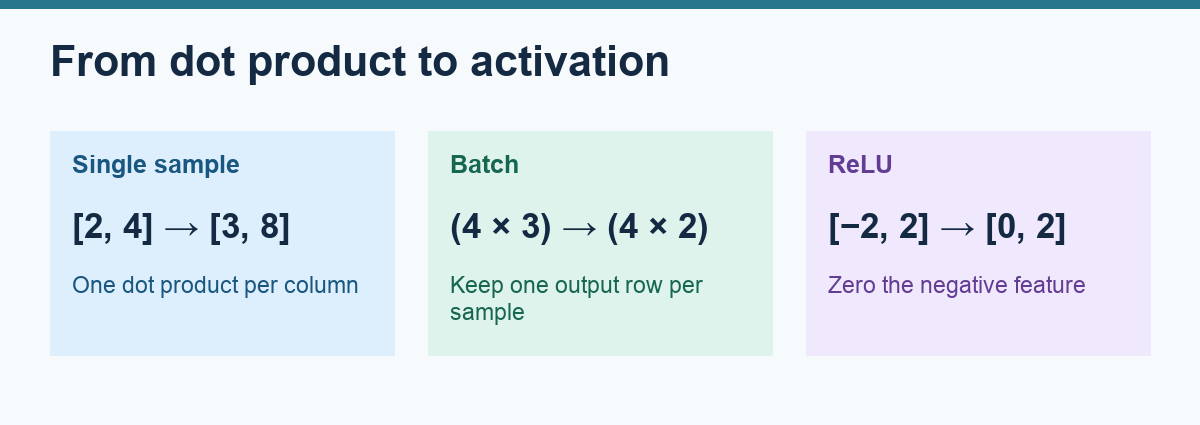 From dot product to activation
Single sample
[2, 4] → [3, 8]
One dot product per column
Batch
(4 × 3) → (4 × 2)
Keep one output row per
sample
ReLU
[−2, 2] → [0, 2]
Zero the negative feature